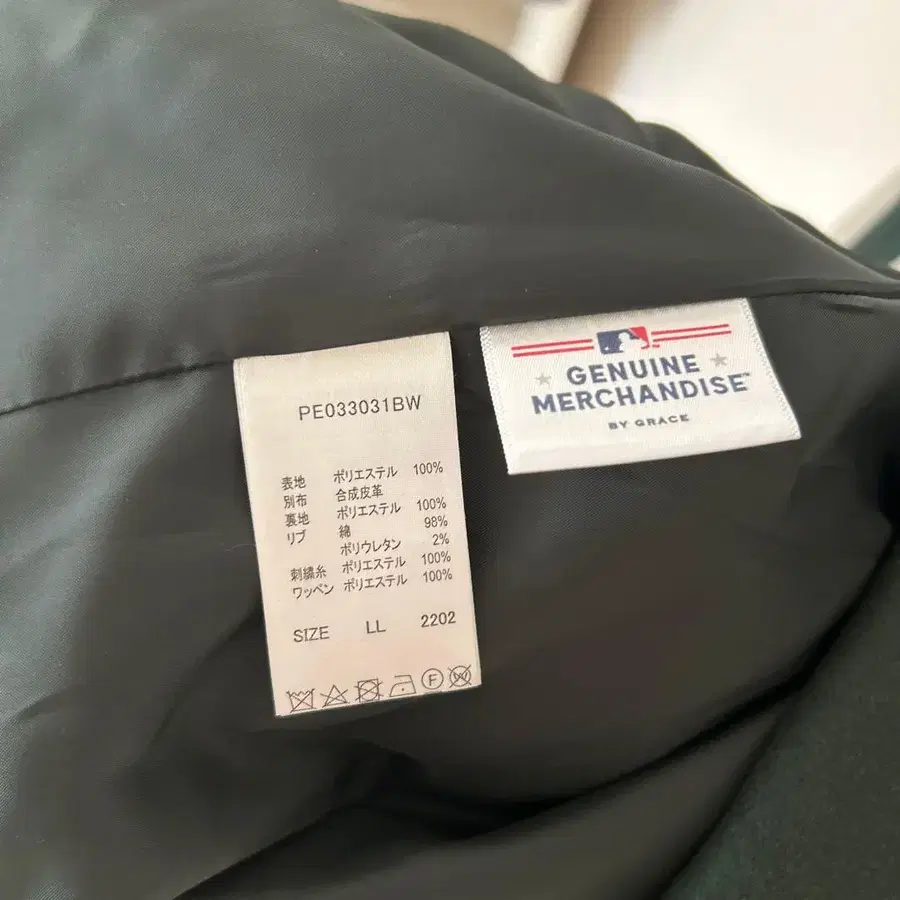 PE033031BW
表地 ポリエステル 100%
別布 合成皮革
裏地 ポリエステル 100%
リブ 綿 98%
ポリウレタン 2%
刺繍糸 ポリエステル 100%
ワッペン ポリエステル 100%
SIZE LL 2202
F W
GENUINE
MERCHANDISE™
BY GRACE